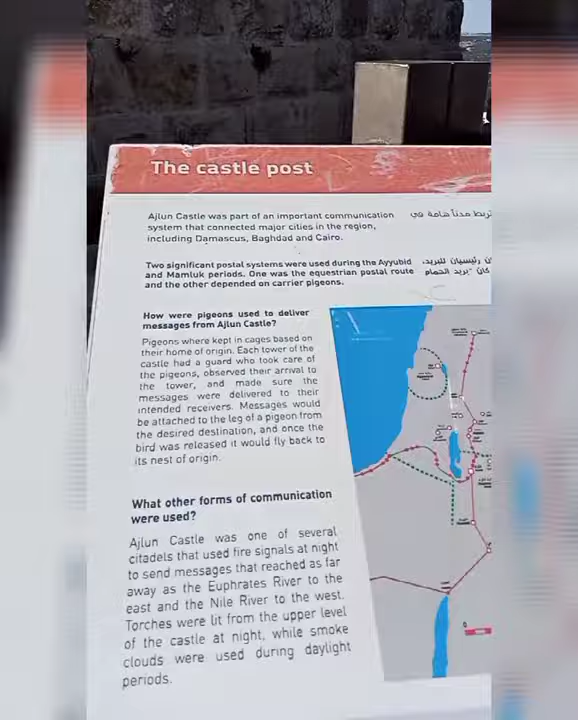 The castle post
Ajlun Castle was part of an important communication
system that connected major cities in the region,
including Damascus, Baghdad and Cairo.
Two significant postal systems were used during the Ayyubid
and Mamluk periods. One was the equestrian postal route
and the other depended on carrier pigeons.
تربط مدناً هامة في
ن رئيسيان للبريد،
كان "بريد الحمام
How were pigeons used to deliver
messages from Ajlun Castle?
Pigeons where kept in cages based on
their home of origin. Each tower of the
castle had a guard who took care of
the pigeons, observed their arrival to
the tower, and made sure the
messages were delivered to their
intended receivers. Messages would
be attached to the leg of a pigeon from
the desired destination, and once the
bird was released it would fly back to
its nest of origin.
What other forms of communication
were used?
Ajlun Castle was one of several
citadels that used fire signals at night
to send messages that reached as far
away as the Euphrates River to the
east and the Nile River to the west.
Torches were lit from the upper level
of the castle at night, while smoke
clouds were used during daylight
periods.